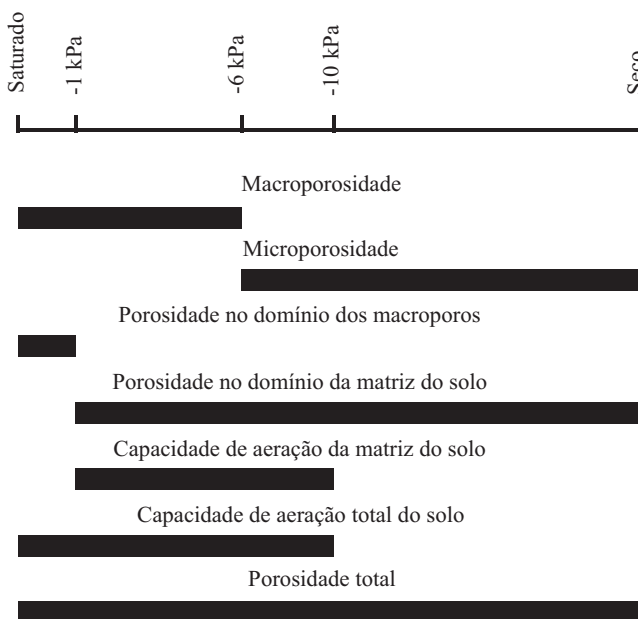 Saturado
-1 kPa
-6 kPa
-10 kPa
Seco
Macroporosidade
Microporosidade
Porosidade no domínio dos macroporos
Porosidade no domínio da matriz do solo
Capacidade de aeração da matriz do solo
Capacidade de aeração total do solo
Porosidade total